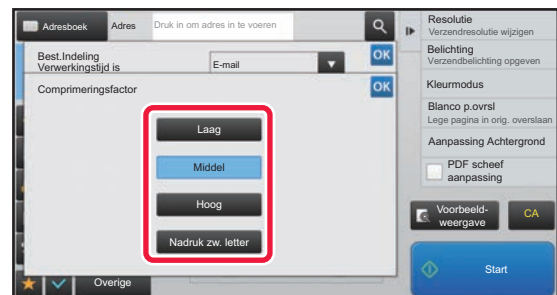 Adresboek
Adres
Druk in om adres in te voeren
Best.Indeling
Verwerkingstijd is
E-mail
OK
Comprimeringsfactor
OK
Laag
Middel
Hoog
Nadruk zw. letter
Overige
Resolutie
Verzendresolutie wijzigen
Belichting
Verzendbelichting opgeven
Kleurmodus
Blanco p.ovrsl
Lege pagina in orig. overslaan
Aanpassing Achtergrond
PDF scheef
aanpassing
Voorbeeld-
weergave
CA
Start